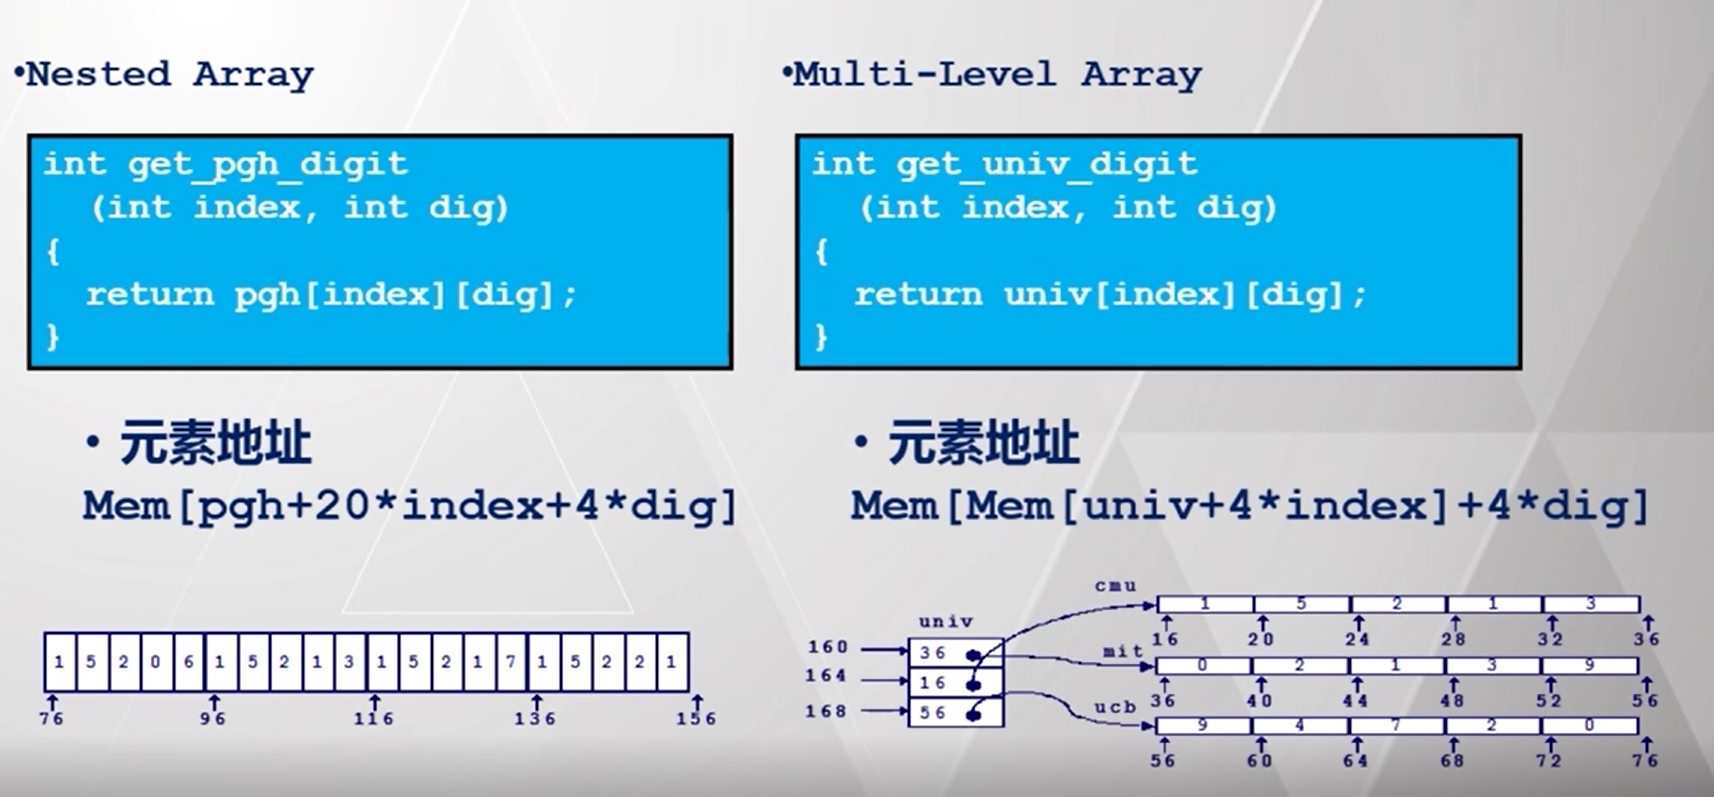 •Nested Array
int get_pgh_digit
(int index, int dig)
{
return pgh[index][dig];
}
• 元素地址
Mem[pgh+20*index+4*dig]
1 5 2 0 6 1 5 2 1 3 1 5 2 1 7 1 5 2 2 1
76 96 116 136 156
•Multi-Level Array
int get_univ_digit
(int index, int dig)
{
return univ[index][dig];
}
• 元素地址
Mem[Mem[univ+4*index]+4*dig]
univ
160 36
164 16
168 56
cmu
1 5 2 1 3
16 20 24 28 32 36
mit
0 2 1 3 9
36 40 44 48 52 56
ucb
9 4 7 2 0
56 60 64 68 72 76